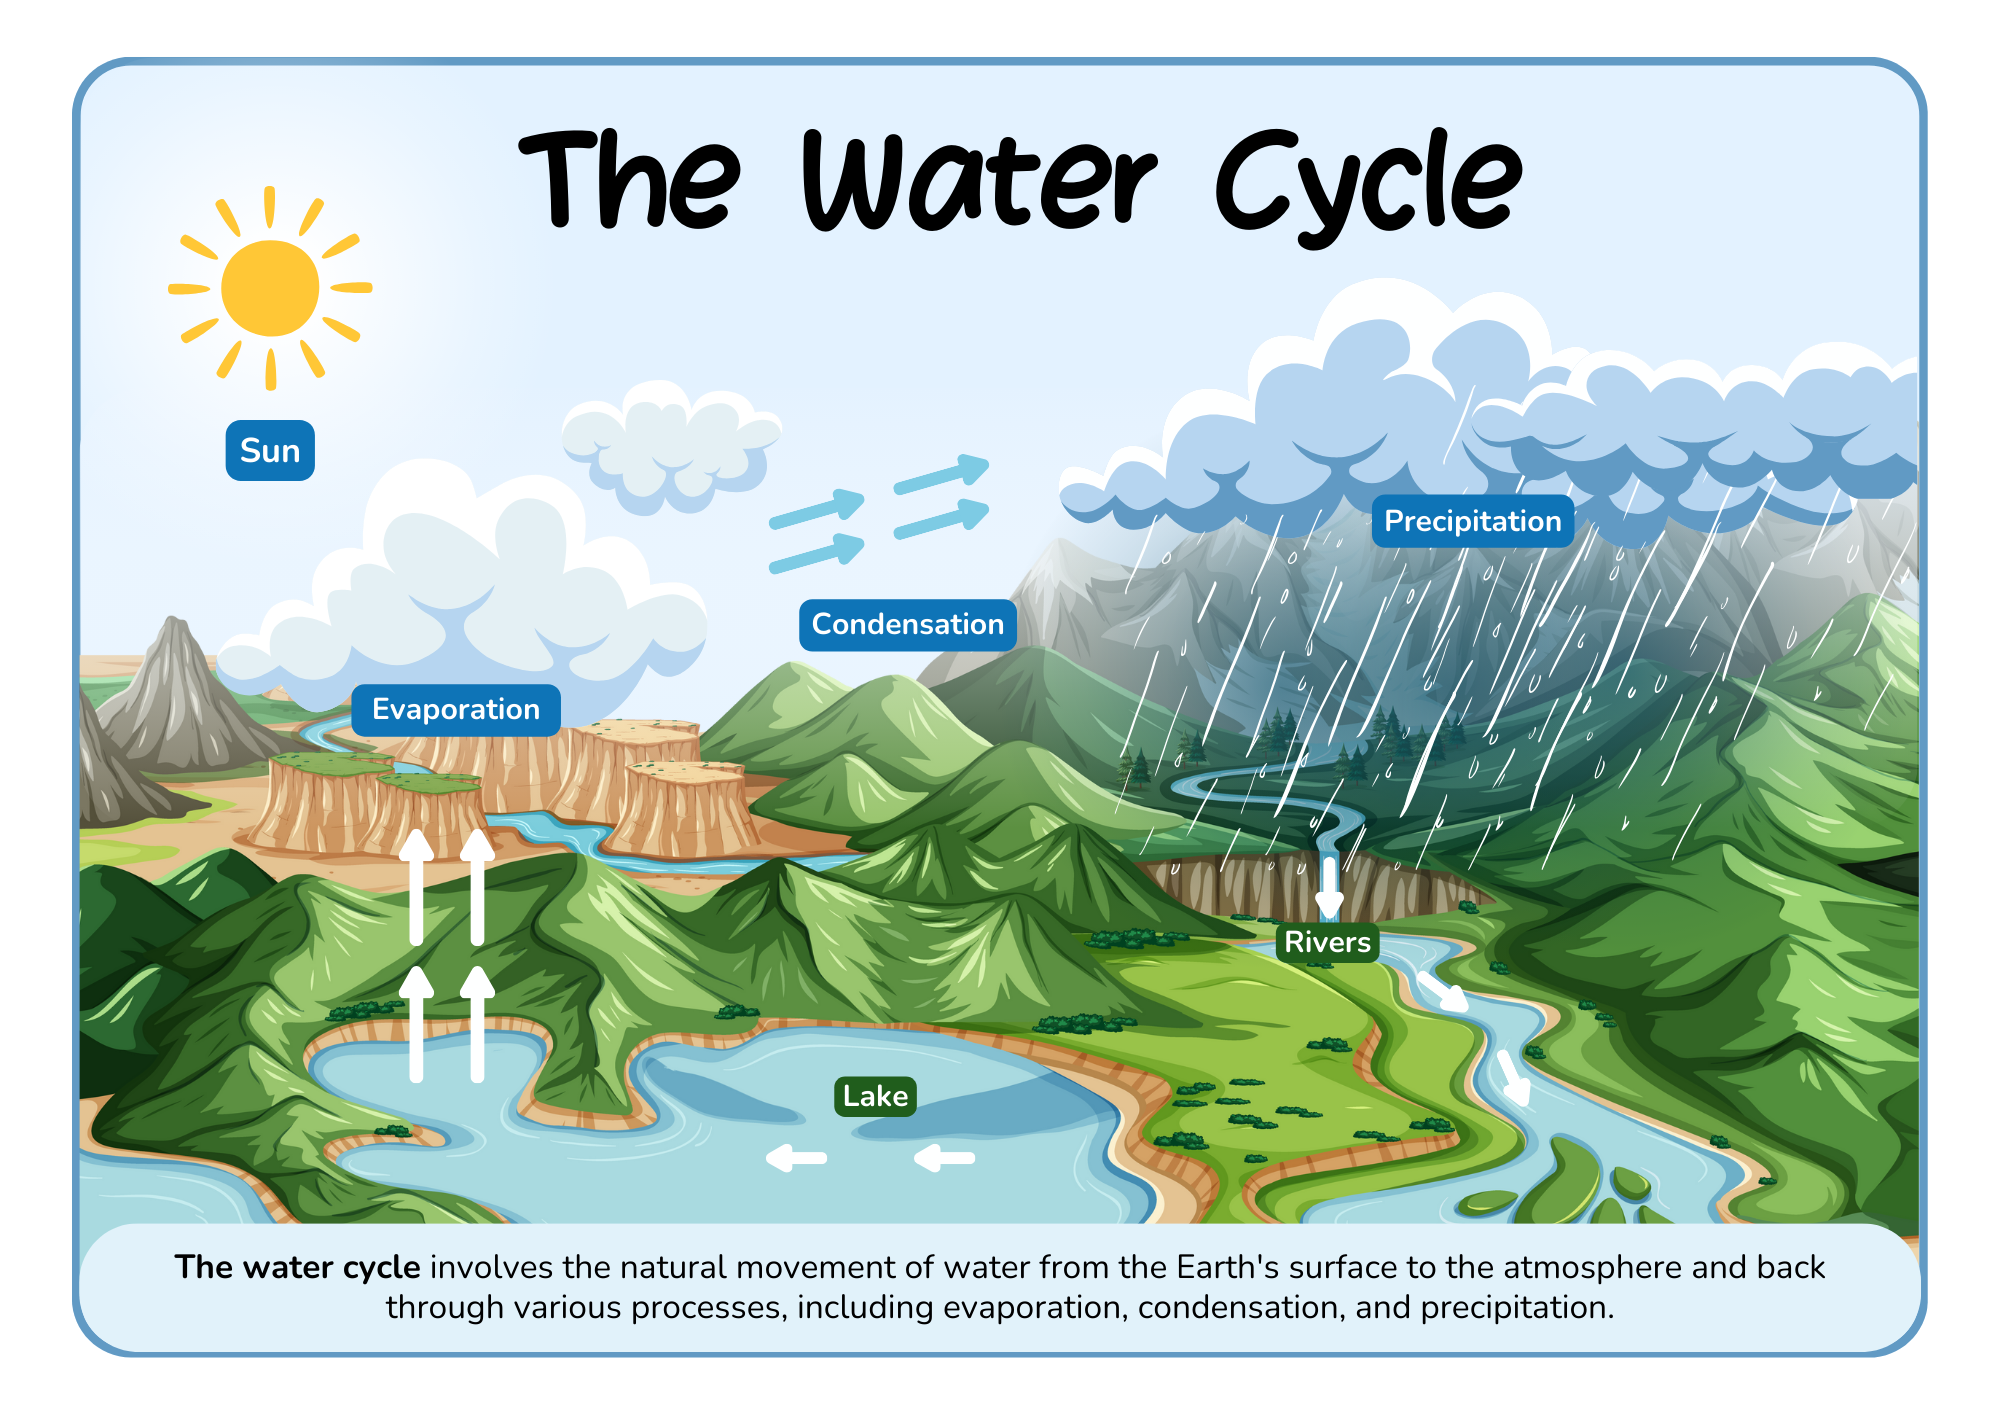 The Water Cycle
Sun
Precipitation
Condensation
Evaporation
Rivers
Lake
The water cycle involves the natural movement of water from the Earth's surface to the atmosphere and back
through various processes, including evaporation, condensation, and precipitation.